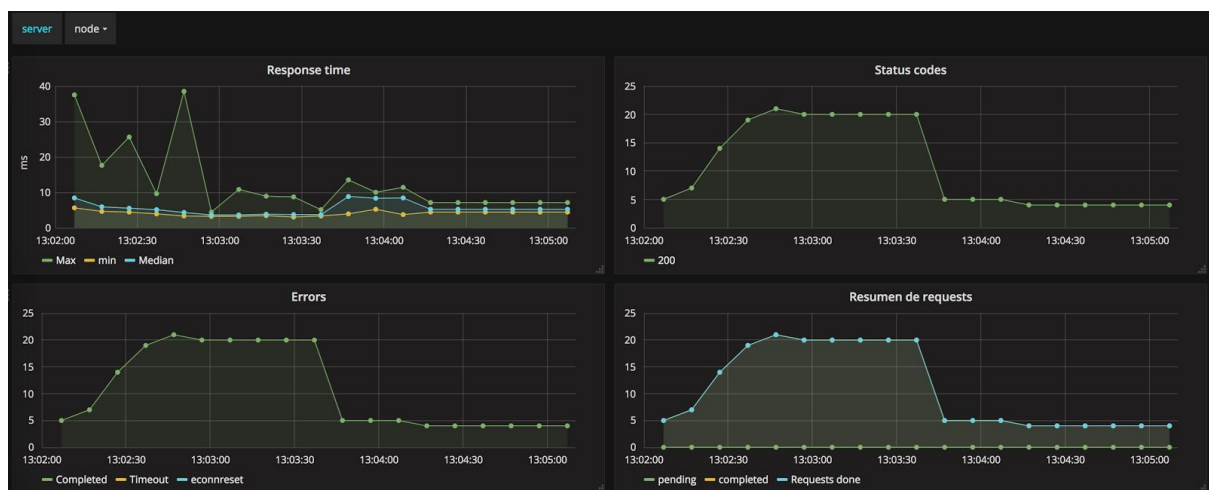 server node
Response time
40
30
20
10
0
ms
13:02:00 13:02:30 13:03:00 13:03:30 13:04:00 13:04:30 13:05:00
Max min Median
Status codes
25
20
15
10
5
0
13:02:00 13:02:30 13:03:00 13:03:30 13:04:00 13:04:30 13:05:00
200
Errors
25
20
15
10
5
0
13:02:00 13:02:30 13:03:00 13:03:30 13:04:00 13:04:30 13:05:00
Completed Timeout econnreset
Resumen de requests
25
20
15
10
5
0
13:02:00 13:02:30 13:03:00 13:03:30 13:04:00 13:04:30 13:05:00
pending completed Requests done